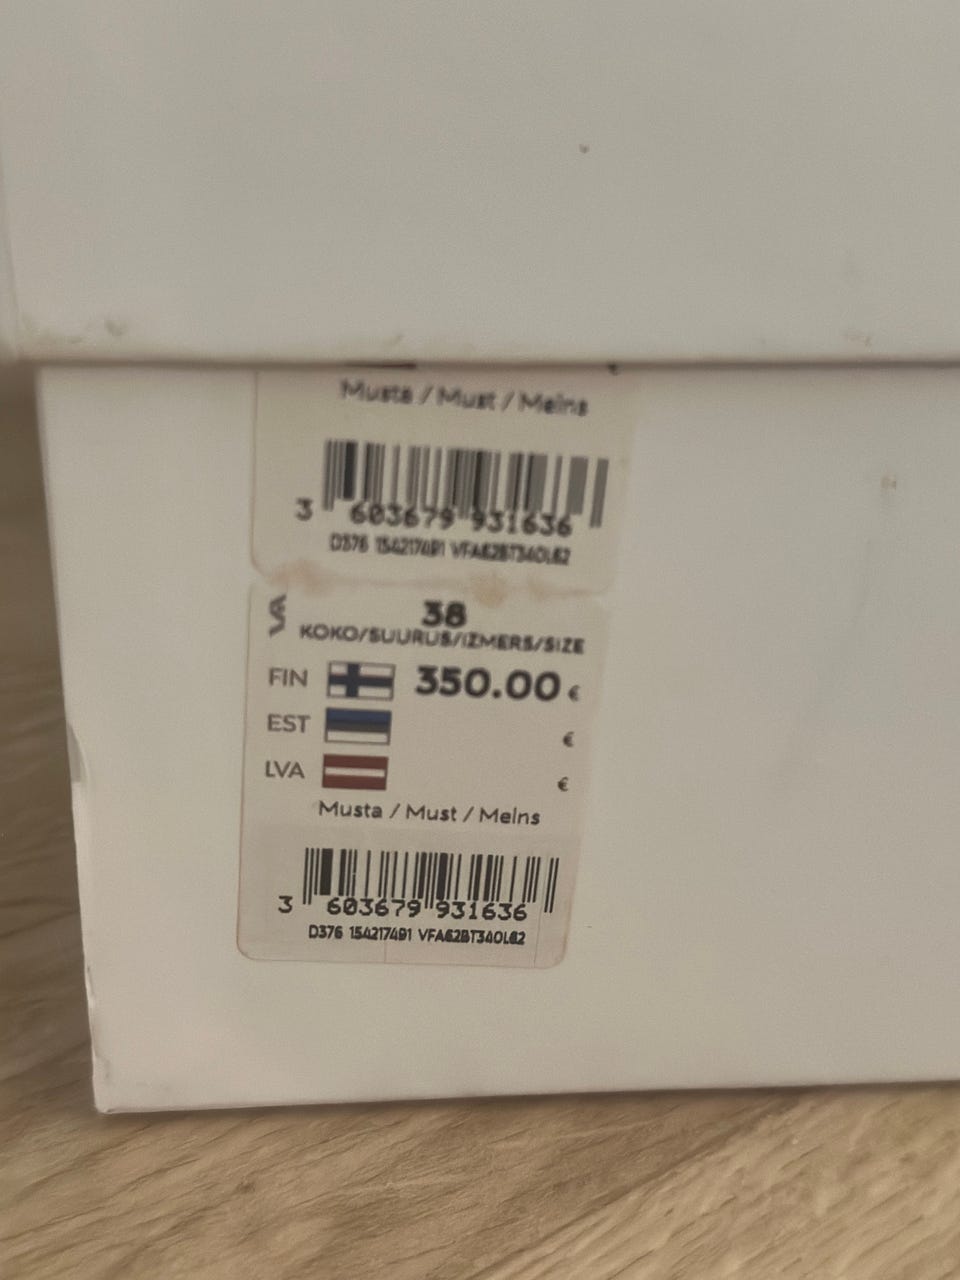 Musta / Must / Melns
3 603679 931636
D376 154217491 VFA62BT340L62
38
KOKO/SUURUS/IZMERS/SIZE
FIN 350.00 €
EST €
LVA €
Musta / Must / Melns
3 603679 931636
D376 154217491 VFA62BT340L62